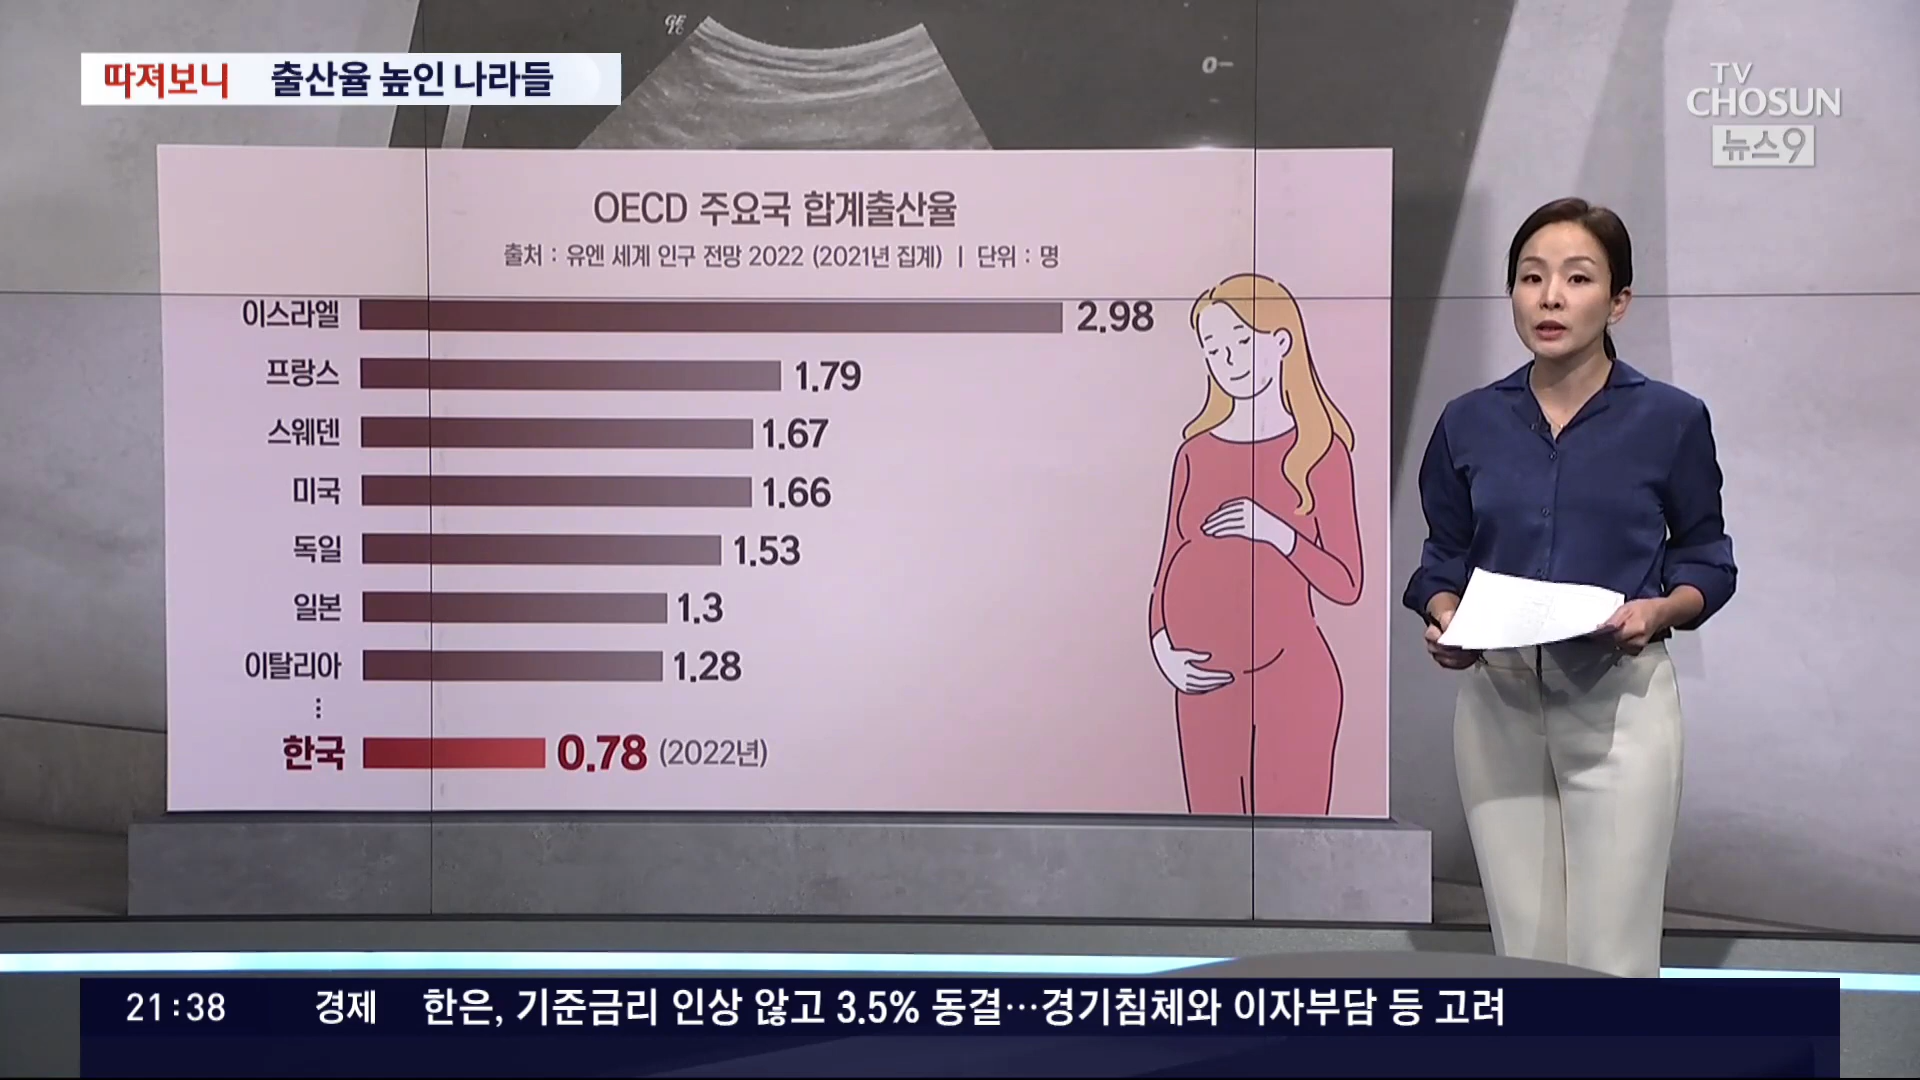 GE
따져보니 출산율 높인 나라들
TV
CHOSUN
뉴스9
OECD 주요국 합계출산율
출처 : 유엔 세계 인구 전망 2022 (2021년 집계) | 단위 : 명
이스라엘 2.98
프랑스 1.79
스웨덴 1.67
미국 1.66
독일 1.53
일본 1.3
이탈리아 1.28
⋮
한국 0.78 (2022년)
21:38 경제 한은, 기준금리 인상 않고 3.5% 동결…경기침체와 이자부담 등 고려